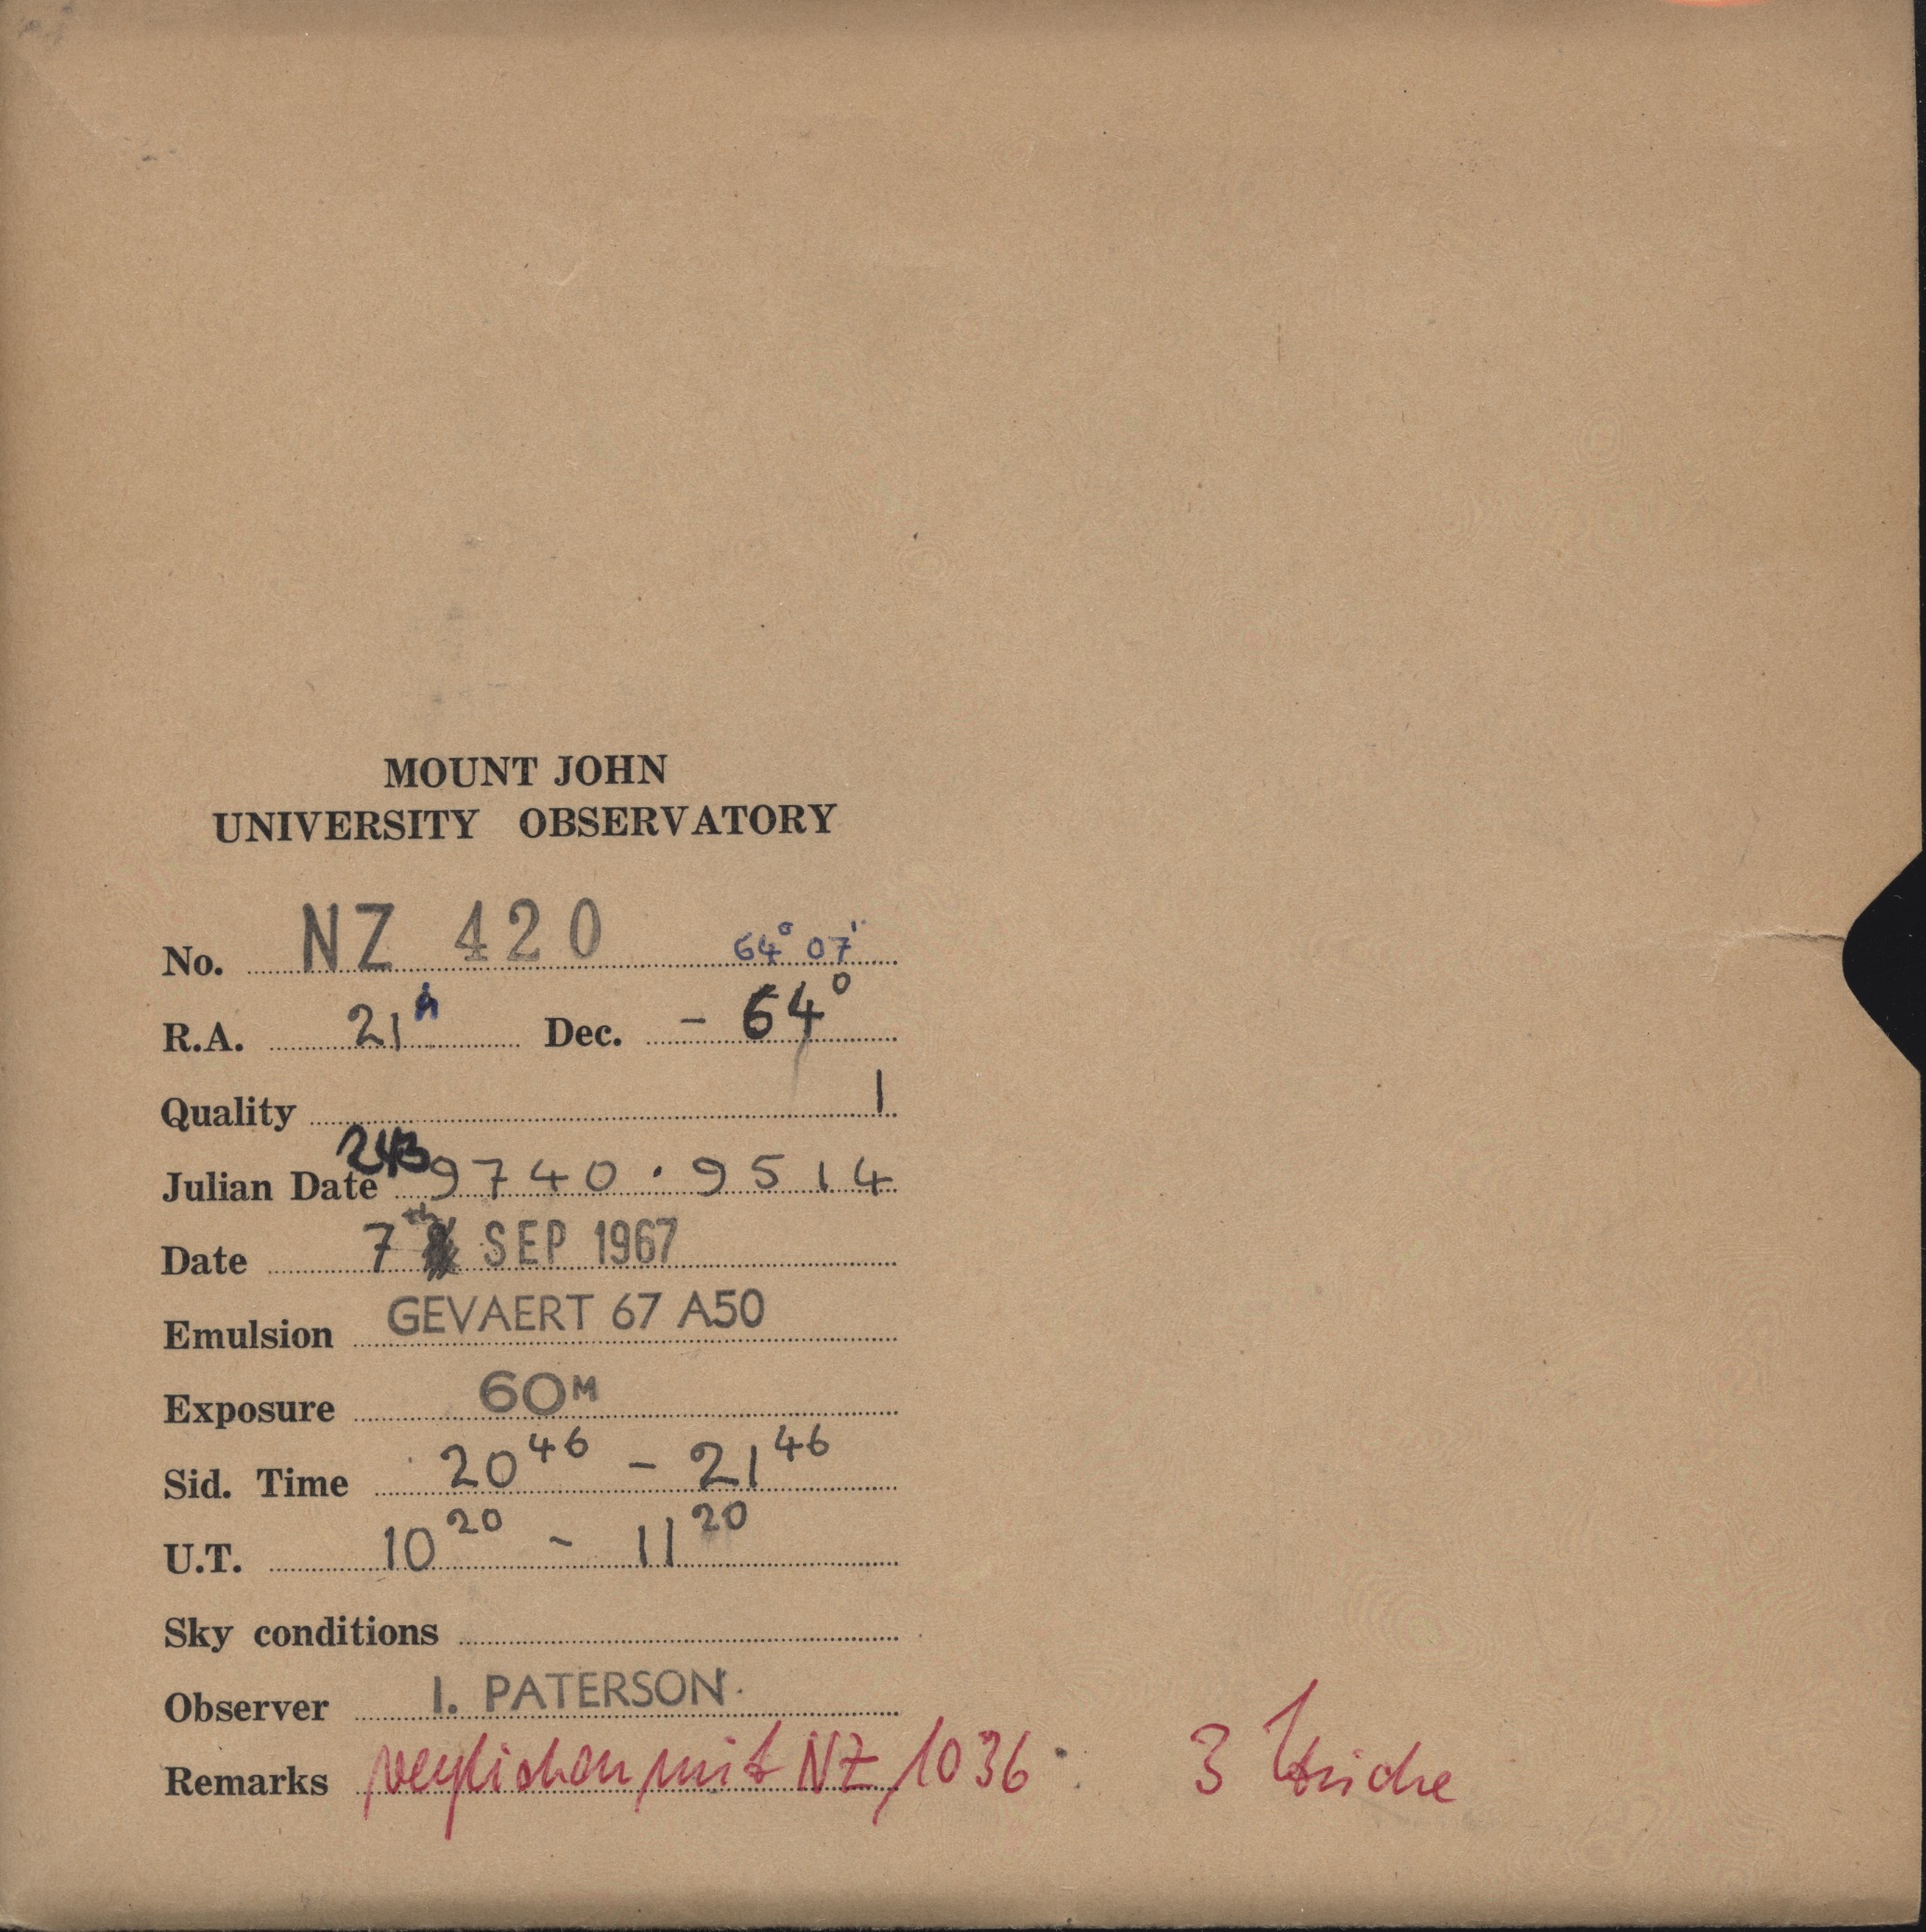 MOUNT JOHN
UNIVERSITY OBSERVATORY
64° 07'
No. NZ 420
R.A. 21h Dec. - 64°
Quality 1
Julian Date 2439740.9514
Date 7th SEP 1967
Emulsion GEVAERT 67 A50
Exposure 60M
Sid. Time 20 46 - 21 46
U.T. 10 20 - 11 20
Sky conditions
Observer I. PATERSON.
Remarks verglichen mit NZ 1036 3 Striche